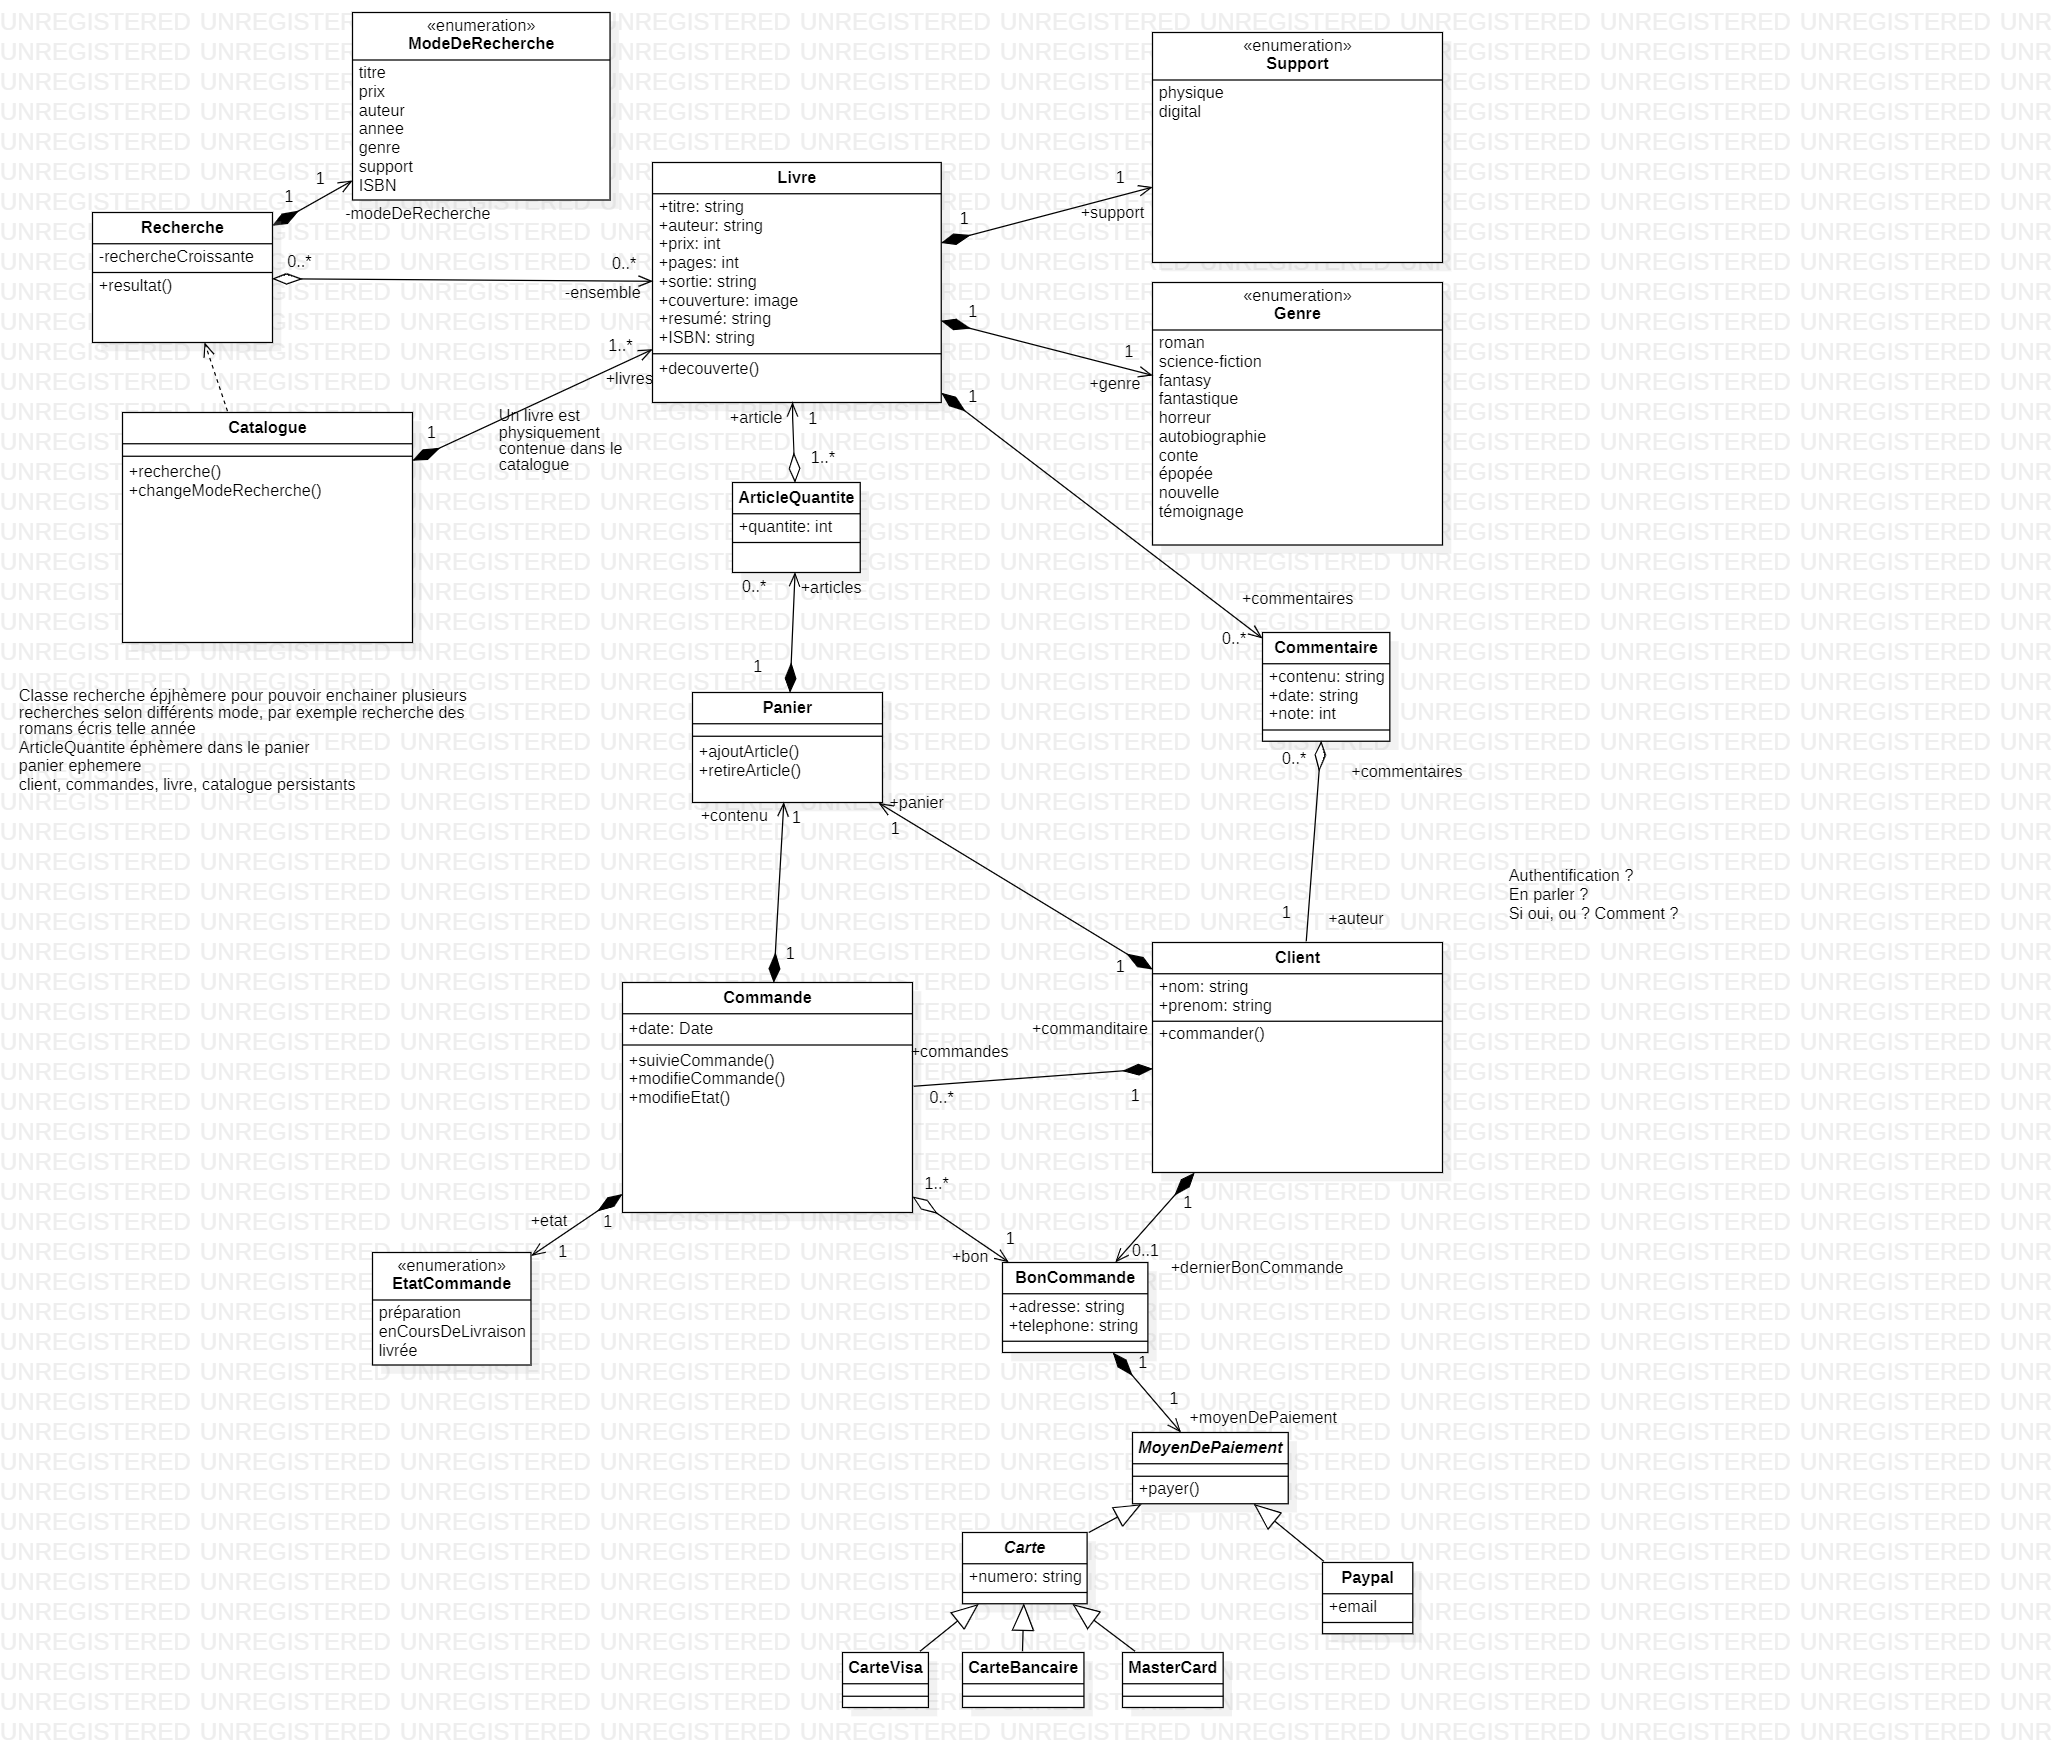 «enumeration»
ModeDeRecherche
titre
prix
auteur
annee
genre
support
ISBN
1
1
-modeDeRecherche
Recherche
-rechercheCroissante
+resultat()
0..*
0..*
-ensemble
Livre
+titre: string
+auteur: string
+prix: int
+pages: int
+sortie: string
+couverture: image
+resumé: string
+ISBN: string
+decouverte()
«enumeration»
Support
physique
digital
1
1
+support
«enumeration»
Genre
roman
science-fiction
fantasy
fantastique
horreur
autobiographie
conte
épopée
nouvelle
témoignage
1
1
+genre
1
Catalogue
+recherche()
+changeModeRecherche()
1
1..*
+livres
Un livre est
physiquement
contenue dans le
catalogue
+article
1
1..*
ArticleQuantite
+quantite: int
0..*
+articles
1
Panier
+ajoutArticle()
+retireArticle()
+commentaires
0..*
Commentaire
+contenu: string
+date: string
+note: int
0..*
+commentaires
1
+auteur
Classe recherche épjhèmere pour pouvoir enchainer plusieurs
recherches selon différents mode, par exemple recherche des
romans écris telle année
ArticleQuantite éphèmere dans le panier
panier ephemere
client, commandes, livre, catalogue persistants
+contenu
1
+panier
1
1
1
Authentification ?
En parler ?
Si oui, ou ? Comment ?
Client
+nom: string
+prenom: string
+commander()
Commande
+date: Date
+suivieCommande()
+modifieCommande()
+modifieEtat()
+commanditaire
+commandes
0..*
1
1..*
1
+bon
1
0..1
+dernierBonCommande
+etat
1
1
«enumeration»
EtatCommande
préparation
enCoursDeLivraison
livrée
BonCommande
+adresse: string
+telephone: string
1
1
+moyenDePaiement
MoyenDePaiement
+payer()
Carte
+numero: string
Paypal
+email
CarteVisa
CarteBancaire
MasterCard
UNREGISTERED